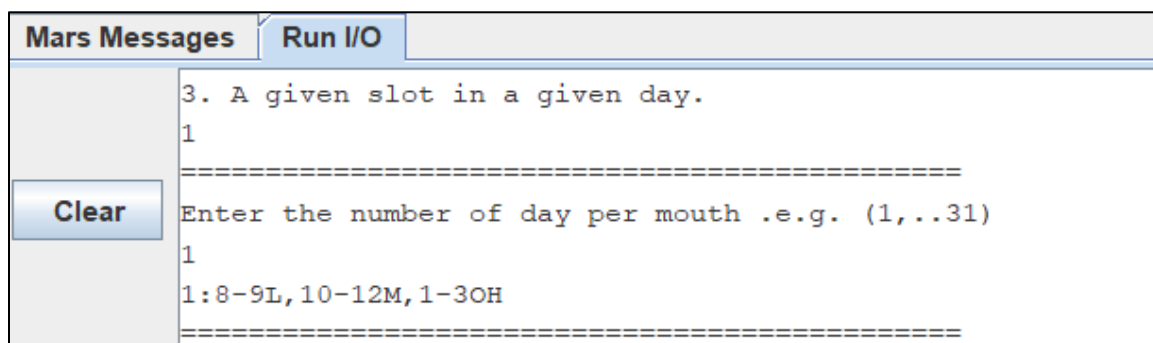 Mars Messages Run I/O
3. A given slot in a given day.
1
==============================================
Clear
Enter the number of day per mouth .e.g. (1,..31)
1
1:8-9L,10-12M,1-3OH
==============================================